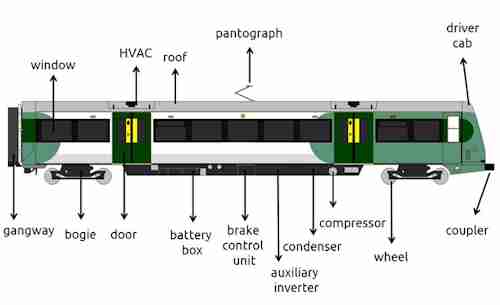 driver
cab
pantograph
HVAC
roof
window
gangway
bogie
door
battery
box
brake
control
unit
auxiliary
inverter
condenser
compressor
wheel
coupler